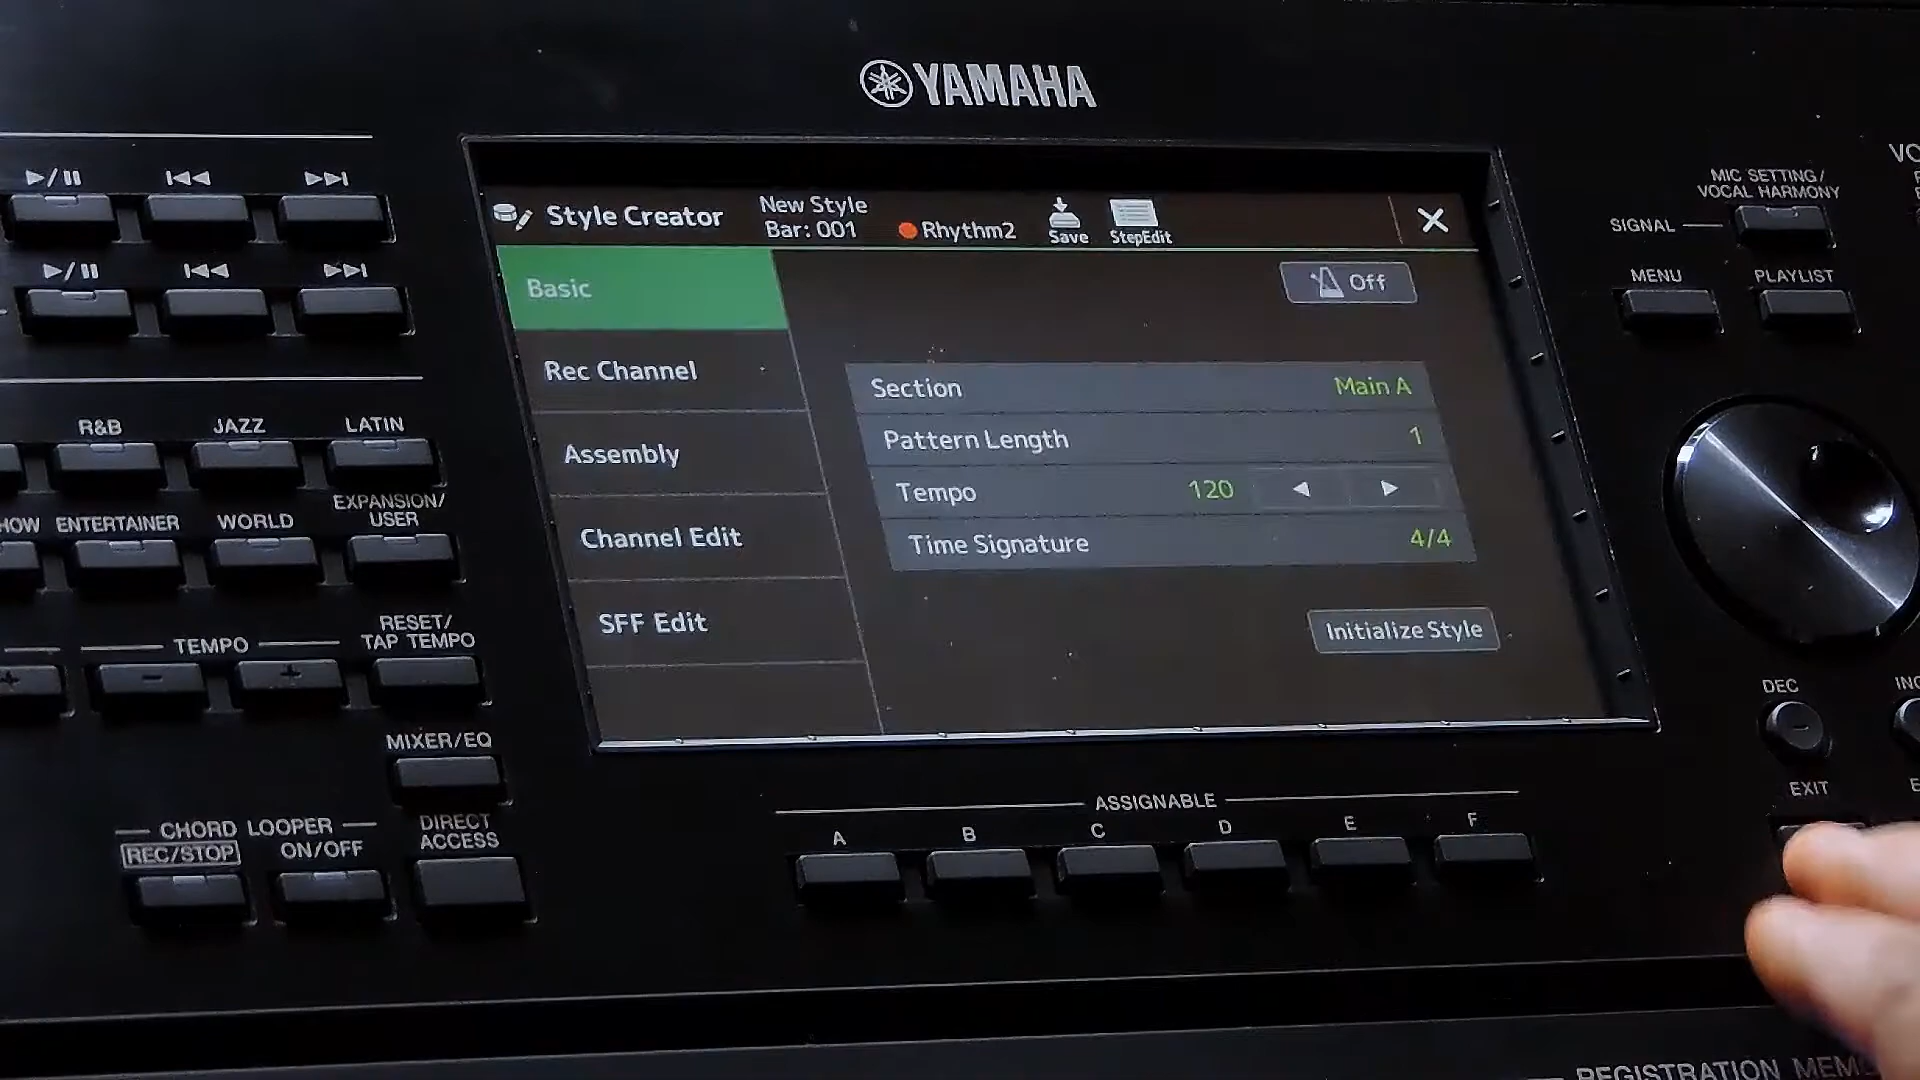 YAMAHA
MIC SETTING/
VOCAL HARMONY
SIGNAL
MENU
PLAYLIST
Style Creator
New Style
Bar: 001
Rhythm2
Save
StepEdit
Basic
Off
Rec Channel
Section
Main A
Pattern Length
1
Assembly
Tempo
120
Channel Edit
Time Signature
4/4
SFF Edit
Initialize Style
R&B
JAZZ
LATIN
ENTERTAINER
WORLD
EXPANSION/
USER
TEMPO
RESET/
TAP TEMPO
-
+
+
MIXER/EQ
CHORD LOOPER
REC/STOP
ON/OFF
DIRECT
ACCESS
ASSIGNABLE
A
B
C
D
E
F
DEC
-
EXIT
REGISTRATION